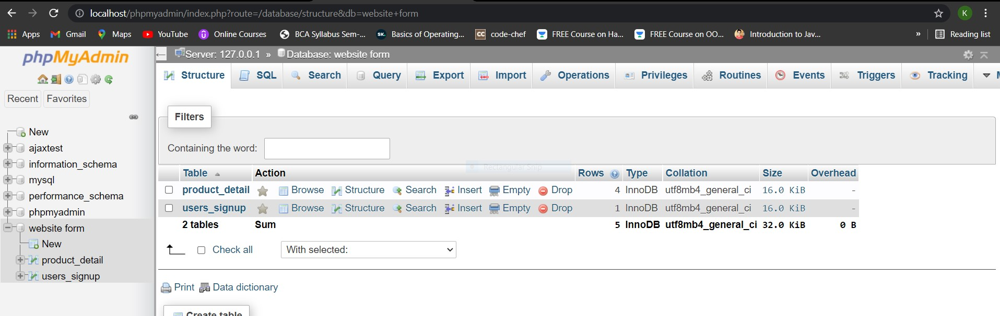 localhost/phpmyadmin/index.php?route=/database/structure&db=website+form
K
Apps Gmail Maps YouTube Online Courses BCA Syllabus Sem-... SK. Basics of Operating... CC code-chef FREE Course on Ha... FREE Course on OO... Introduction to Jav... » Reading list
phpMyAdmin
Recent Favorites
New
ajaxtest
information_schema
mysql
performance_schema
phpmyadmin
website form
New
product_detail
users_signup
Server: 127.0.0.1 » Database: website form
Structure SQL Search Query Export Import Operations Privileges Routines Events Triggers Tracking
Filters
Containing the word:
Rectangular Snip
Table Action Rows Type Collation Size Overhead
product_detail Browse Structure Search Insert Empty Drop 4 InnoDB utf8mb4_general_ci 16.0 KiB -
users_signup Browse Structure Search Insert Empty Drop 1 InnoDB utf8mb4_general_ci 16.0 KiB -
2 tables Sum 5 InnoDB utf8mb4_general_ci 32.0 KiB 0 B
Check all With selected:
Print Data dictionary
Create table